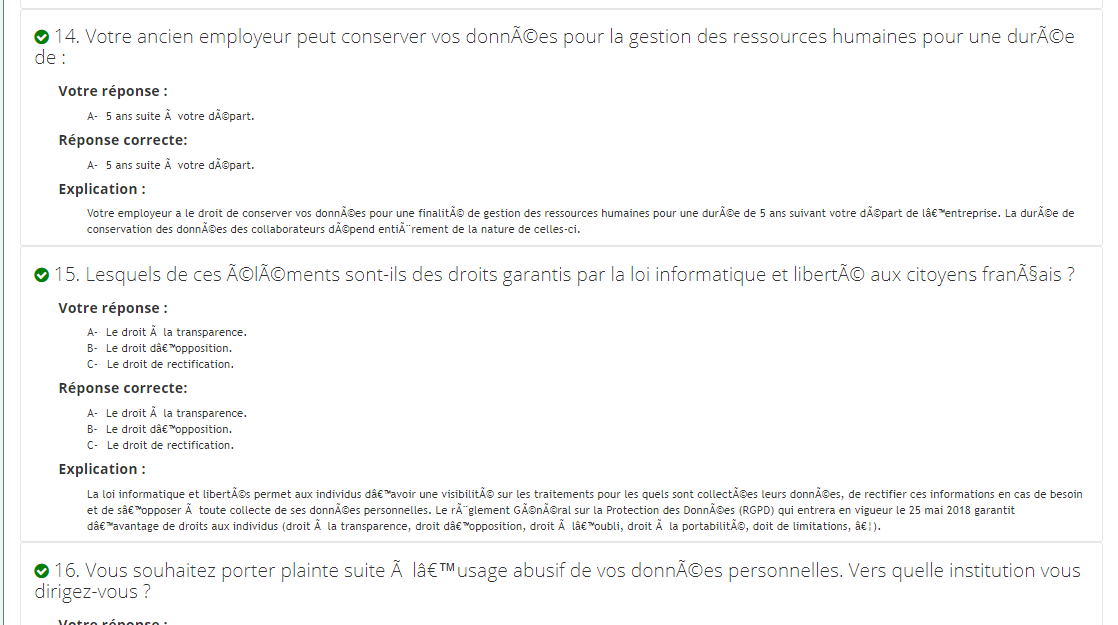 14. Votre ancien employeur peut conserver vos donnÃ©es pour la gestion des ressources humaines pour une durÃ©e
de :
Votre réponse :
A- 5 ans suite Ã votre dÃ©part.
Réponse correcte:
A- 5 ans suite Ã votre dÃ©part.
Explication :
Votre employeur a le droit de conserver vos donnÃ©es pour une finalitÃ© de gestion des ressources humaines pour une durÃ©e de 5 ans suivant votre dÃ©part de lâ€™entreprise. La durÃ©e de
conservation des donnÃ©es des collaborateurs dÃ©pend entiÃ¨rement de la nature de celles-ci.
15. Lesquels de ces Ã©lÃ©ments sont-ils des droits garantis par la loi informatique et libertÃ© aux citoyens franÃ§ais ?
Votre réponse :
A- Le droit Ã la transparence.
B- Le droit dâ€™opposition.
C- Le droit de rectification.
Réponse correcte:
A- Le droit Ã la transparence.
B- Le droit dâ€™opposition.
C- Le droit de rectification.
Explication :
La loi informatique et libertÃ©s permet aux individus dâ€™avoir une visibilitÃ© sur les traitements pour les quels sont collectÃ©es leurs donnÃ©es, de rectifier ces informations en cas de besoin
et de sâ€™opposer Ã toute collecte de ses donnÃ©es personnelles. Le rÃ¨glement GÃ©nÃ©ral sur la Protection des DonnÃ©es (RGPD) qui entrera en vigueur le 25 mai 2018 garantit
dâ€™avantage de droits aux individus (droit Ã la transparence, droit dâ€™opposition, droit Ã lâ€™oubli, droit Ã la portabilitÃ©, doit de limitations, â€¦).
16. Vous souhaitez porter plainte suite Ã lâ€™usage abusif de vos donnÃ©es personnelles. Vers quelle institution vous
dirigez-vous ?
Votre réponse :